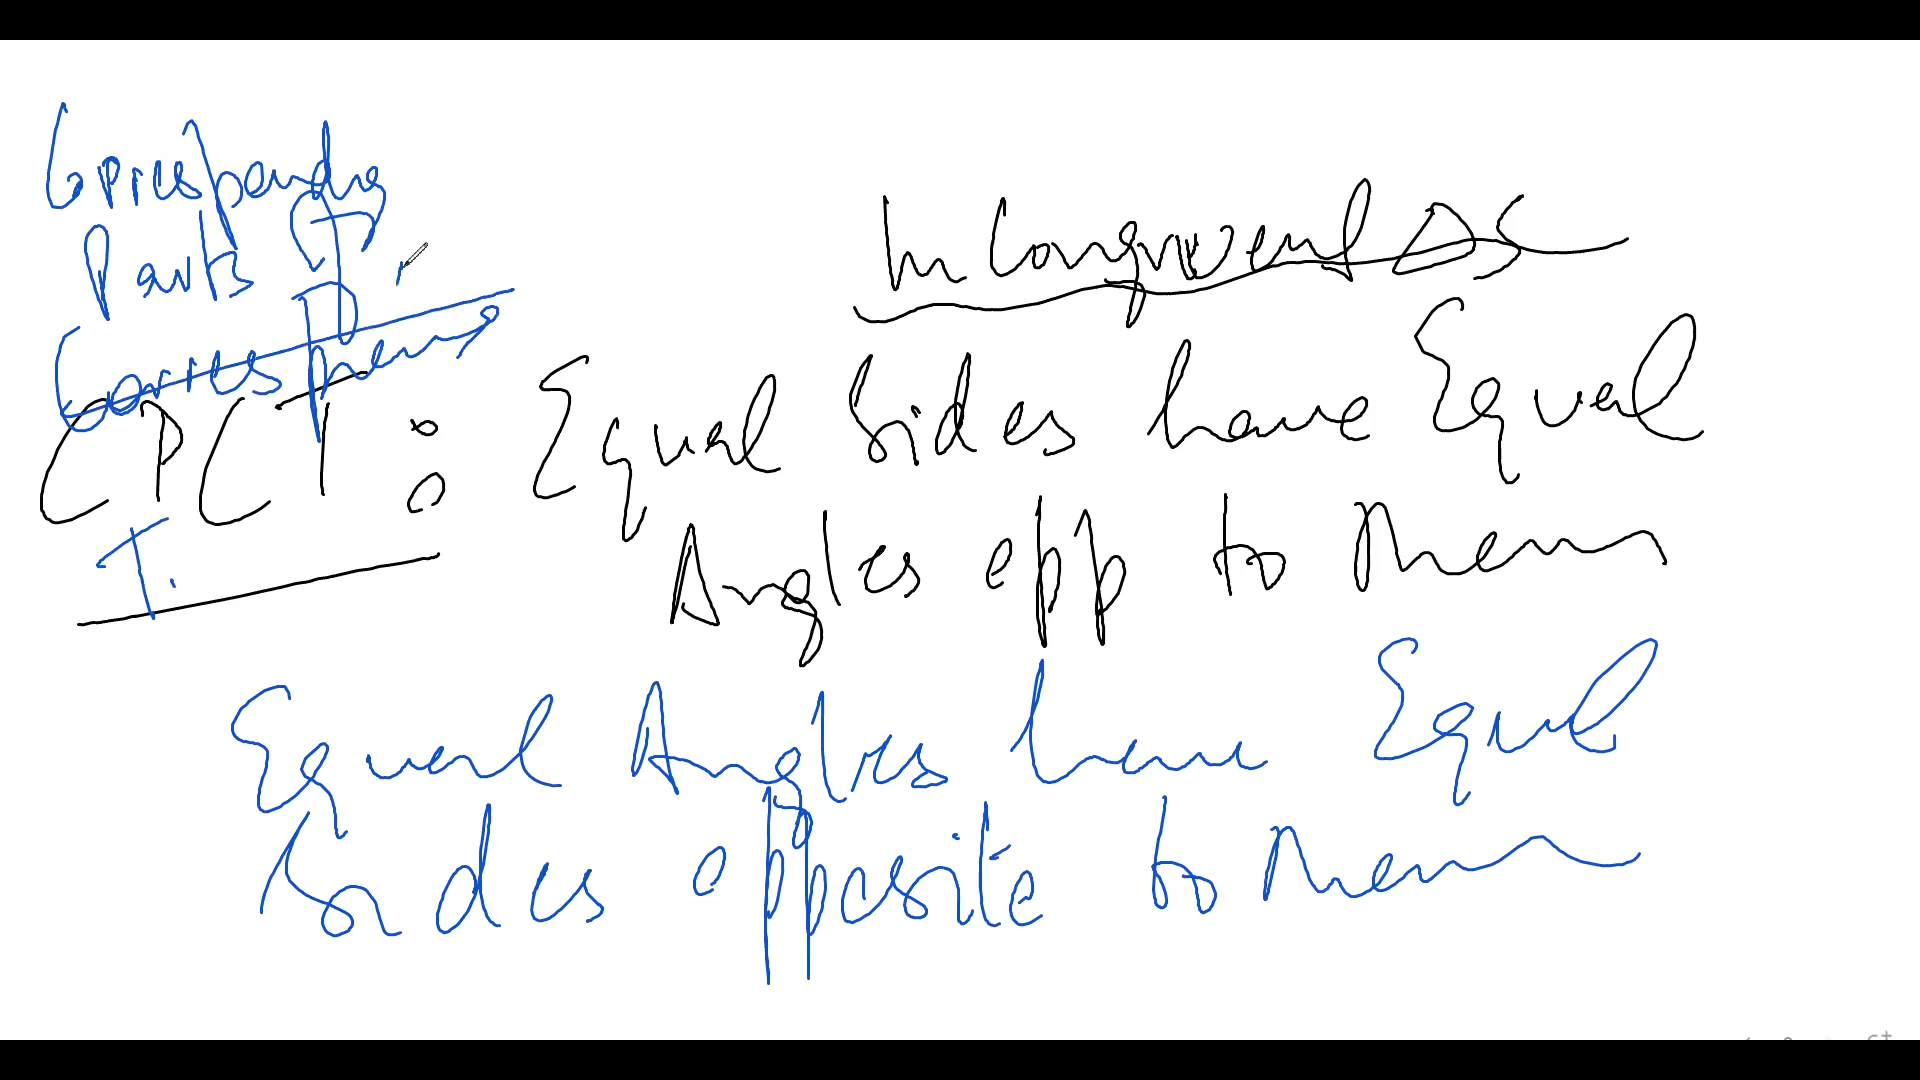 Corresponding
Parts of
In Congruent Δs
CPCT : Equal Sides have Equal
T.
Angles opp to them
Equal Angles have Equal
Sides opposite to them